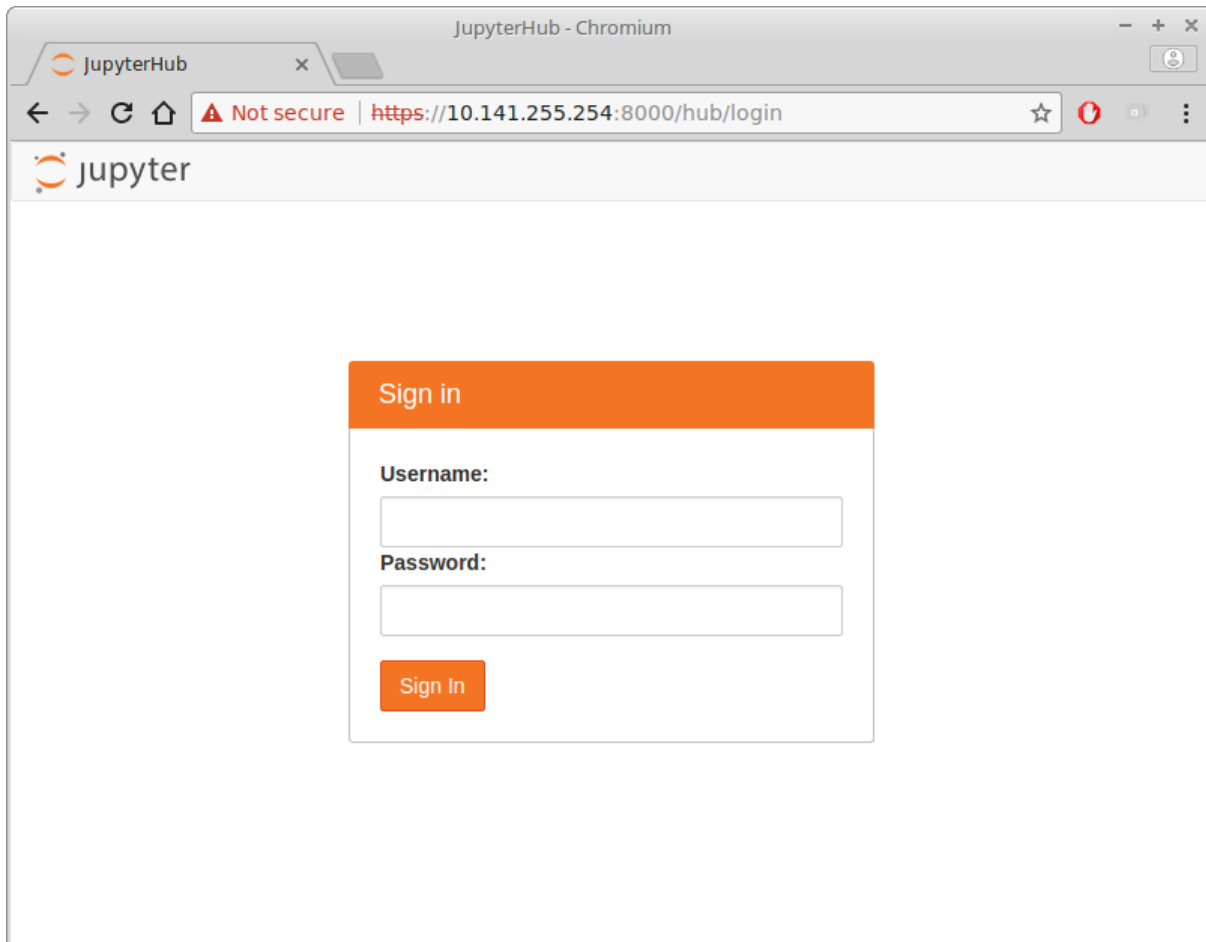 JupyterHub - Chromium
JupyterHub
Not secure https://10.141.255.254:8000/hub/login
jupyter
Sign in
Username:
Password:
Sign In